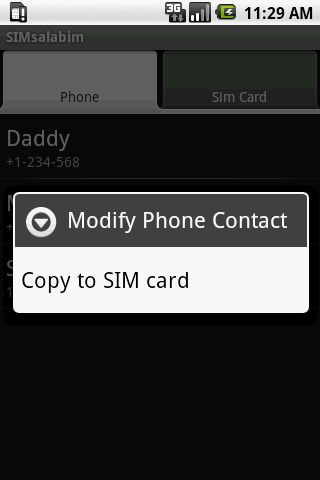 3G 11:29 AM
SIMsalabim
Phone Sim Card
Daddy
+1-234-568
Modify Phone Contact
Copy to SIM card